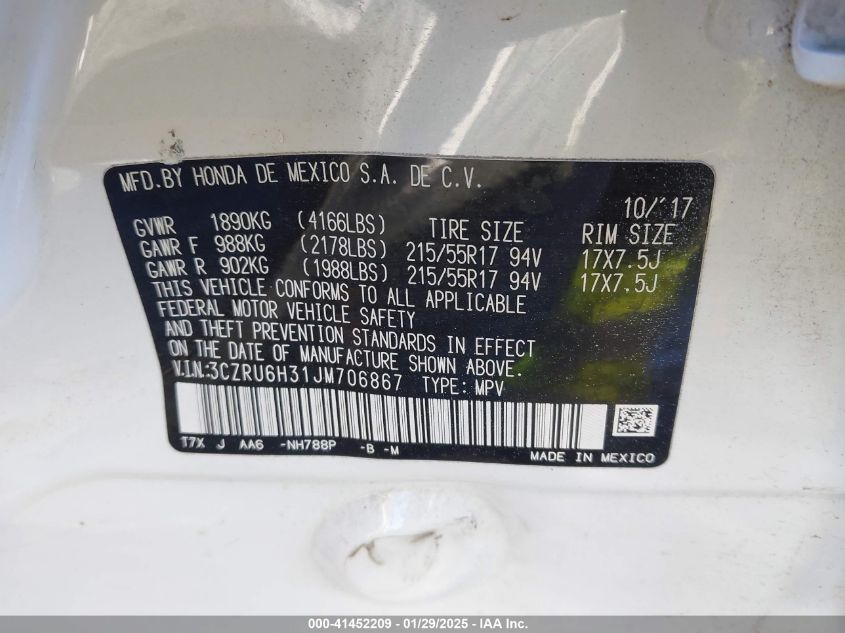 MFD.BY HONDA DE MEXICO S.A. DE C.V.
10/'17
GVWR 1890KG (4166LBS) TIRE SIZE RIM SIZE
GAWR F 988KG (2178LBS) 215/55R17 94V 17X7.5J
GAWR R 902KG (1988LBS) 215/55R17 94V 17X7.5J
THIS VEHICLE CONFORMS TO ALL APPLICABLE
FEDERAL MOTOR VEHICLE SAFETY
AND THEFT PREVENTION STANDARDS IN EFFECT
ON THE DATE OF MANUFACTURE SHOWN ABOVE.
V.I.N.:3CZRU6H31JM706867 TYPE: MPV
T7X J AA6 -NH788P -B -M
MADE IN MEXICO
000-41452209 - 01/29/2025 - IAA Inc.